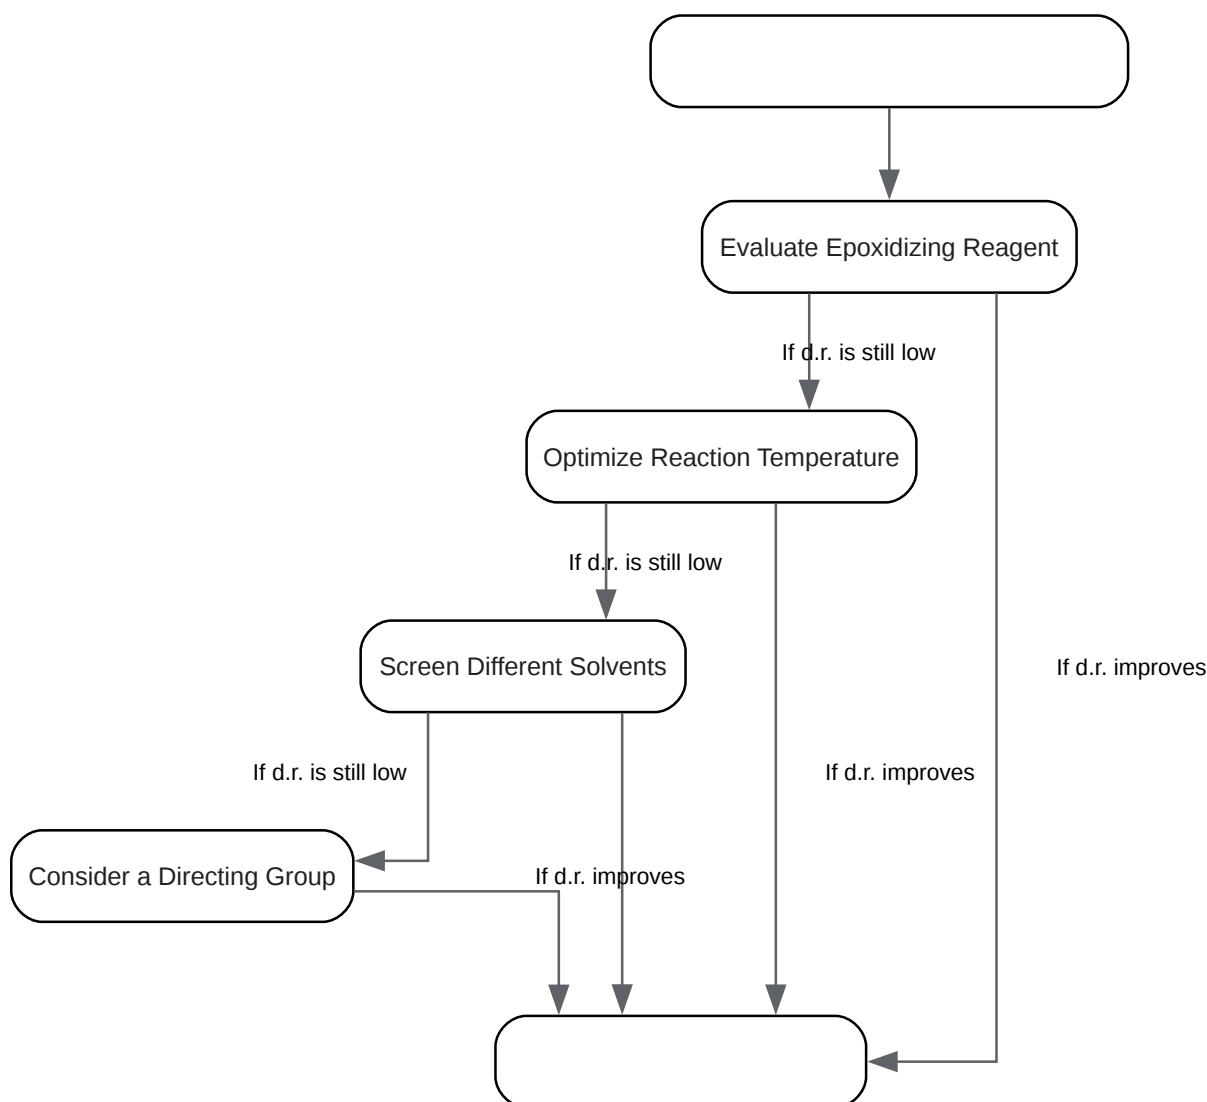 Evaluate Epoxidizing Reagent
If d.r. is still low
Optimize Reaction Temperature
If d.r. is still low
Screen Different Solvents
If d.r. improves
If d.r. is still low
If d.r. improves
Consider a Directing Group
If d.r. improves